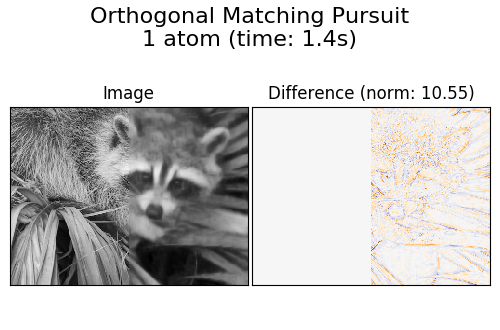 Orthogonal Matching Pursuit
1 atom (time: 1.4s)
Image
Difference (norm: 10.55)